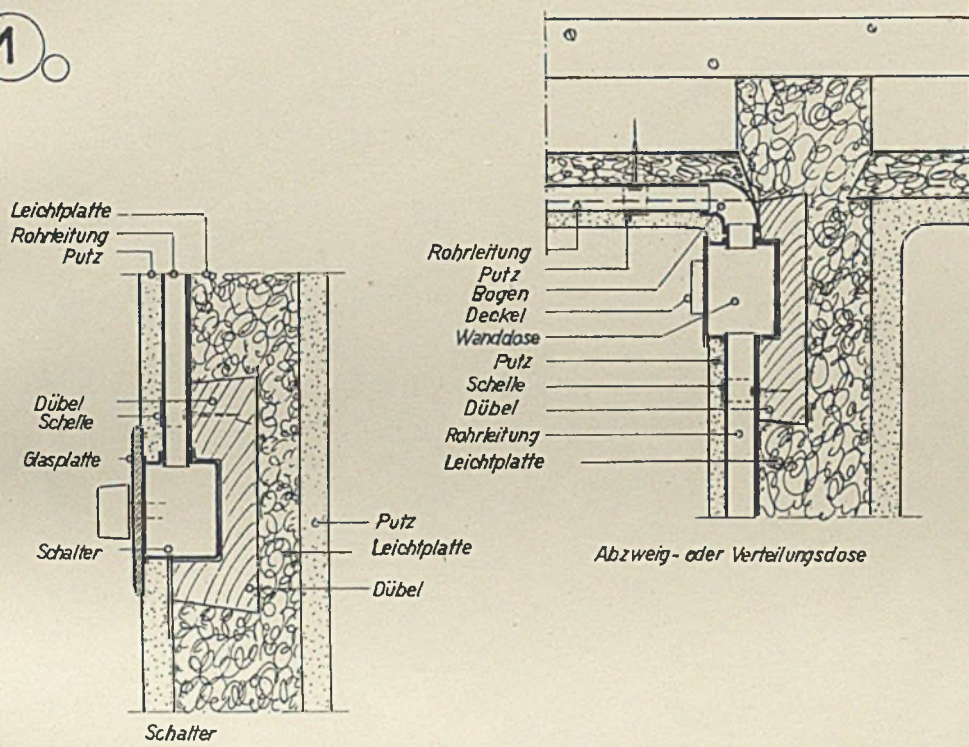 1
Leichtplatte
Rohrleitung
Putz
Dübel
Schelle
Glasplatte
Schalter
Putz
Leichtplatte
Dübel
Schalter
Rohrleitung
Putz
Bogen
Deckel
Wanddose
Putz
Schelle
Dübel
Rohrleitung
Leichtplatte
Abzweig- oder Verteilungsdose